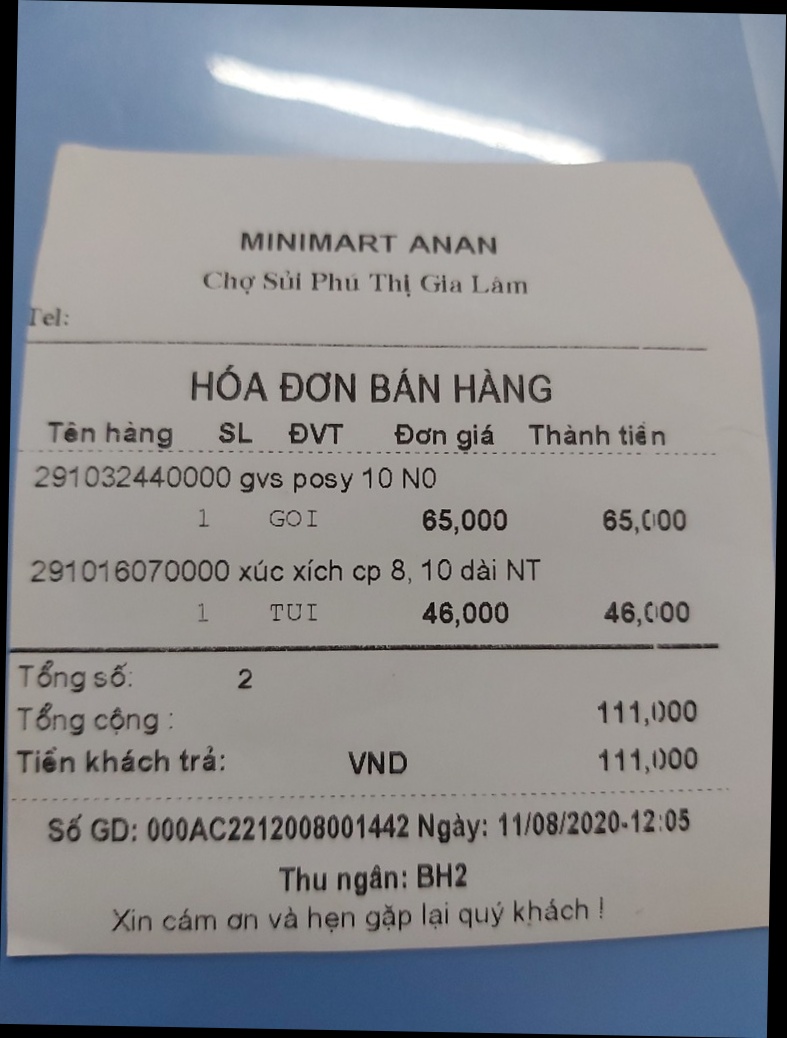 MINIMART ANAN
Chợ Sủi Phú Thị Gia Lâm
Tel:
HÓA ĐƠN BÁN HÀNG
Tên hàng SL ĐVT Đơn giá Thành tiền
291032440000 gvs posy 10 N0
1 GOI 65,000 65,000
291016070000 xúc xích cp 8, 10 dài NT
1 TUI 46,000 46,000
Tổng số: 2
Tổng cộng : 111,000
Tiền khách trả: VND 111,000
Số GD: 000AC2212008001442 Ngày: 11/08/2020-12:05
Thu ngân: BH2
Xin cám ơn và hẹn gặp lại quý khách !